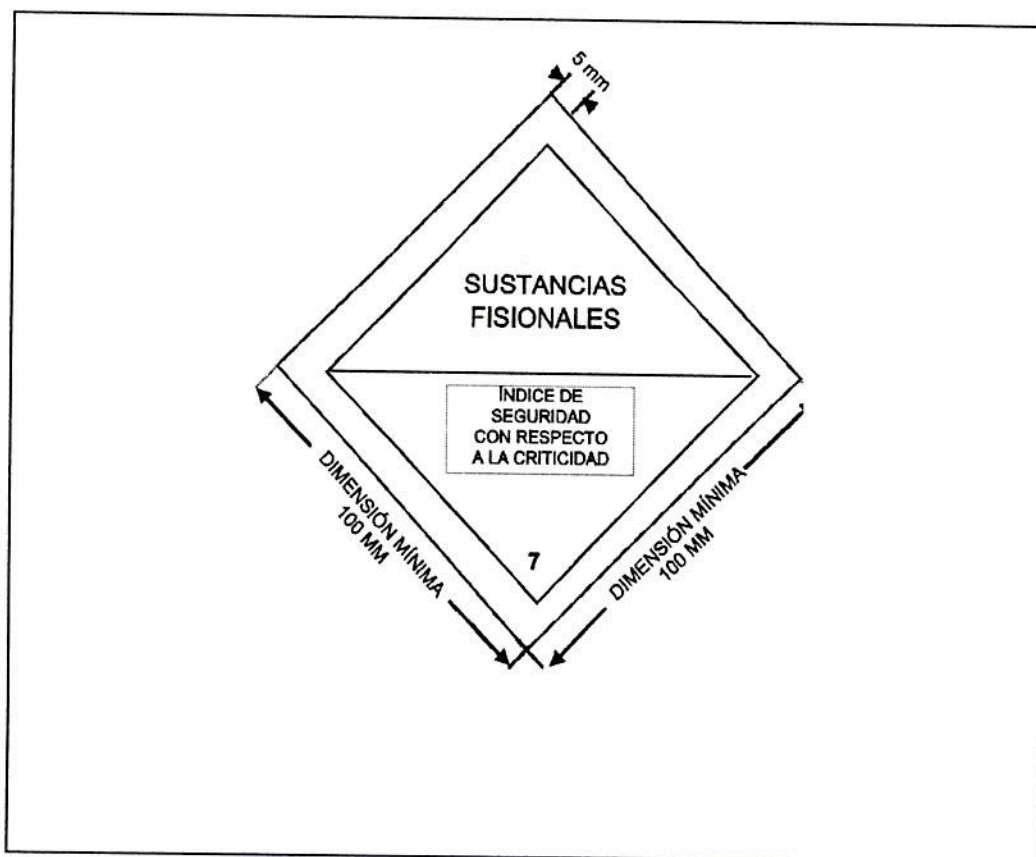 5 mm
SUSTANCIAS
FISIONALES
ÍNDICE DE
SEGURIDAD
CON RESPECTO
A LA CRITICIDAD
DIMENSIÓN MÍNIMA
100 MM
DIMENSIÓN MÍNIMA
100 MM
7